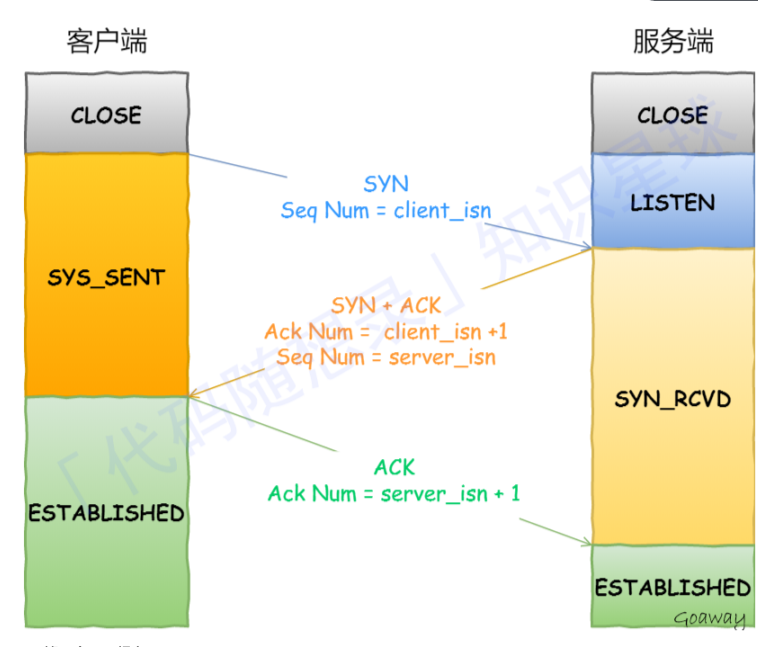 客户端
服务端
CLOSE
CLOSE
SYN
Seq Num = client_isn
LISTEN
SYS_SENT
SYN + ACK
Ack Num = client_isn +1
Seq Num = server_isn
SYN_RCVD
ACK
Ack Num = server_isn + 1
ESTABLISHED
ESTABLISHED
Goaway
「代码随想录」知识星球